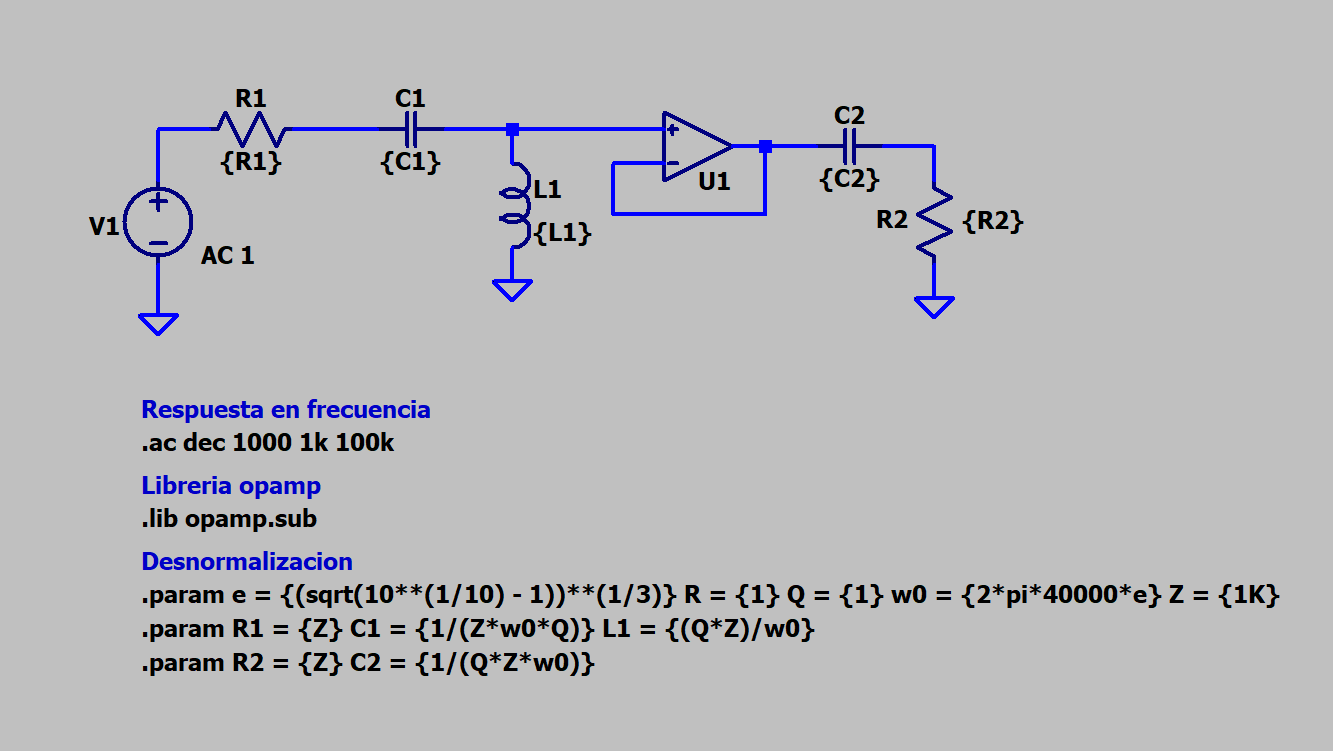 R1
{R1}
C1
{C1}
V1
AC 1
L1
{L1}
U1
C2
{C2}
R2
{R2}
Respuesta en frecuencia
.ac dec 1000 1k 100k
Libreria opamp
.lib opamp.sub
Desnormalizacion
.param e = {((sqrt(10**(1/10) - 1))**(1/3)} R = {1} Q = {1} w0 = {2*pi*40000*e} Z = {1K}
.param R1 = {Z} C1 = {1/(Z*w0*Q)} L1 = {(Q*Z)/w0}
.param R2 = {Z} C2 = {1/(Q*Z*w0)}